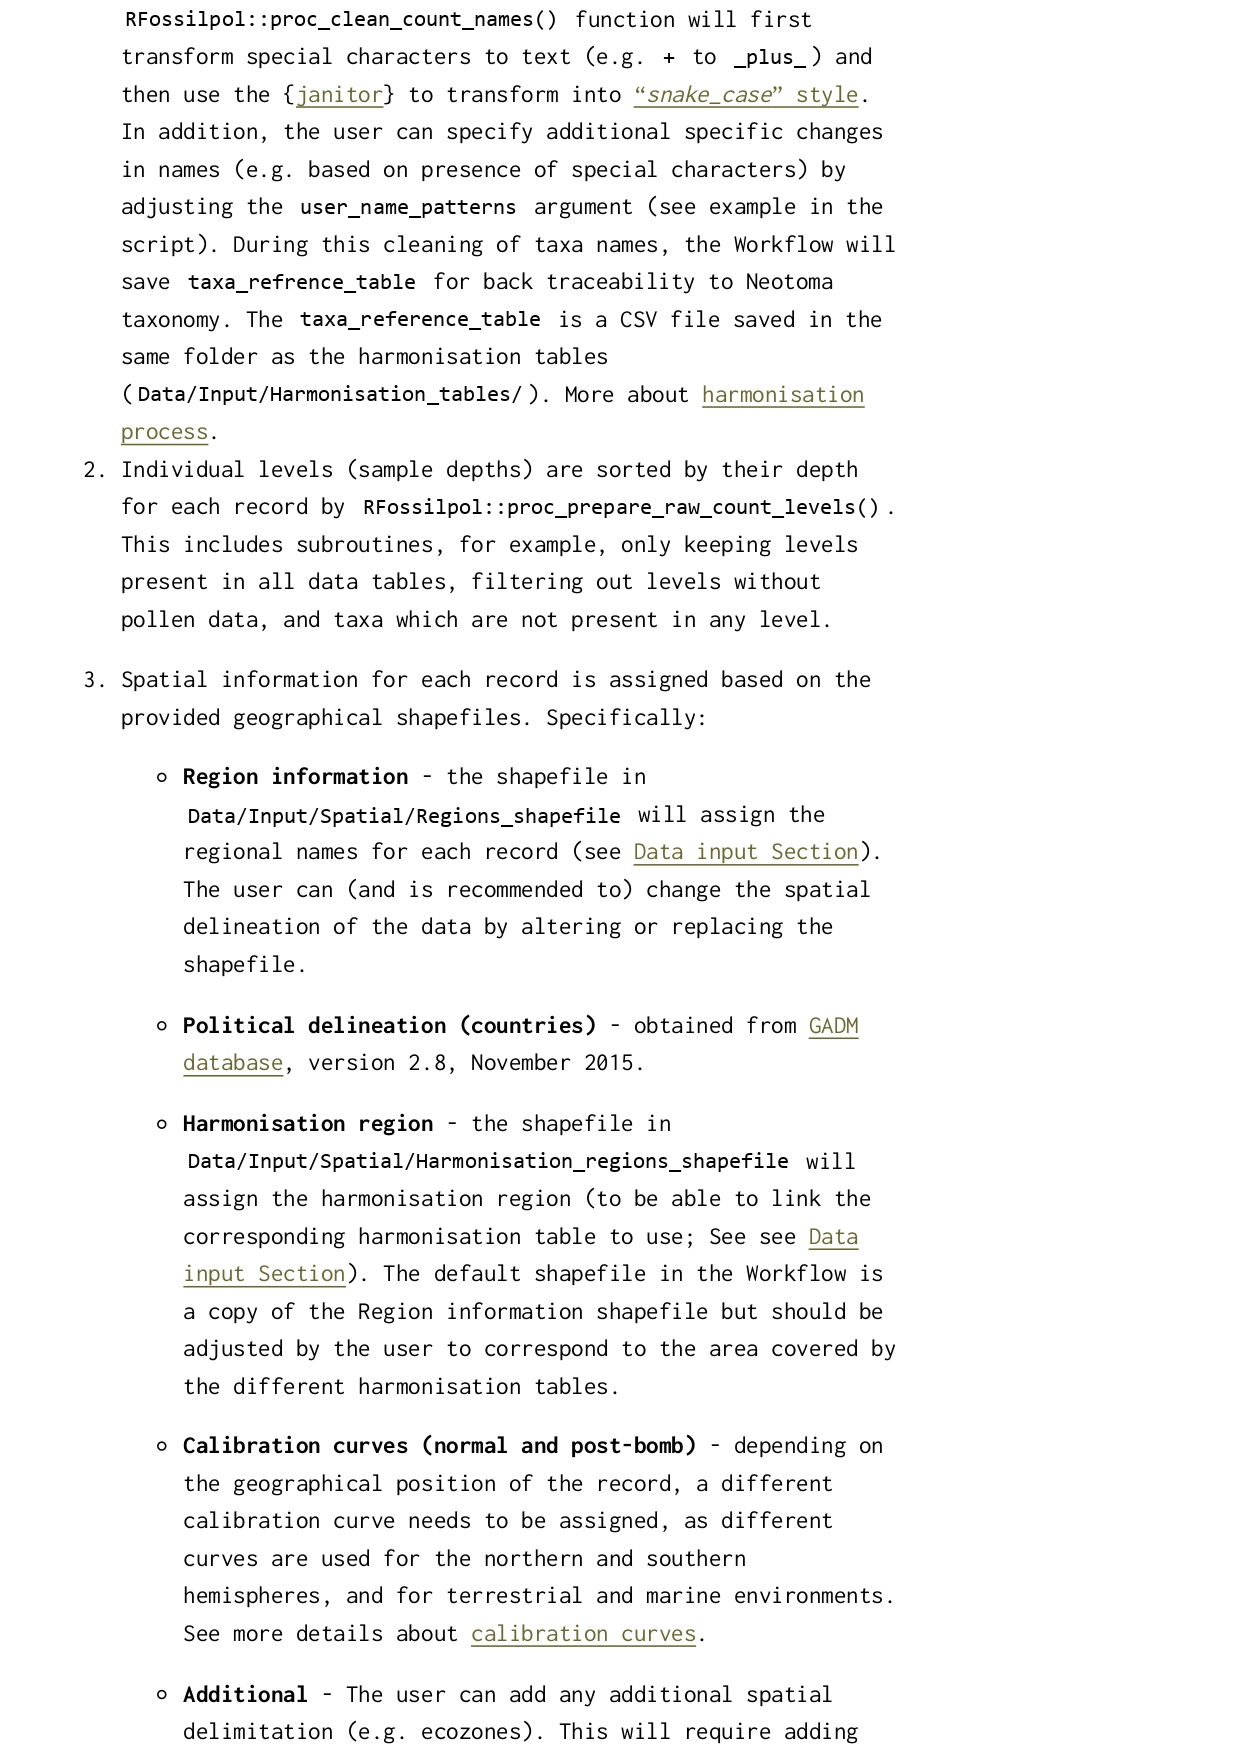 RFossilpol::proc_clean_count_names() function will first
transform special characters to text (e.g. + to _plus_) and
then use the {janitor} to transform into “snake_case” style.
In addition, the user can specify additional specific changes
in names (e.g. based on presence of special characters) by
adjusting the user_name_patterns argument (see example in the
script). During this cleaning of taxa names, the Workflow will
save taxa_refrence_table for back traceability to Neotoma
taxonomy. The taxa_reference_table is a CSV file saved in the
same folder as the harmonisation tables
(Data/Input/Harmonisation_tables/). More about harmonisation
process.
2. Individual levels (sample depths) are sorted by their depth
for each record by RFossilpol::proc_prepare_raw_count_levels().
This includes subroutines, for example, only keeping levels
present in all data tables, filtering out levels without
pollen data, and taxa which are not present in any level.
3. Spatial information for each record is assigned based on the
provided geographical shapefiles. Specifically:
Region information - the shapefile in
Data/Input/Spatial/Regions_shapefile will assign the
regional names for each record (see Data input Section).
The user can (and is recommended to) change the spatial
delineation of the data by altering or replacing the
shapefile.
Political delineation (countries) - obtained from GADM
database, version 2.8, November 2015.
Harmonisation region - the shapefile in
Data/Input/Spatial/Harmonisation_regions_shapefile will
assign the harmonisation region (to be able to link the
corresponding harmonisation table to use; See see Data
input Section). The default shapefile in the Workflow is
a copy of the Region information shapefile but should be
adjusted by the user to correspond to the area covered by
the different harmonisation tables.
Calibration curves (normal and post-bomb) - depending on
the geographical position of the record, a different
calibration curve needs to be assigned, as different
curves are used for the northern and southern
hemispheres, and for terrestrial and marine environments.
See more details about calibration curves.
Additional - The user can add any additional spatial
delimitation (e.g. ecozones). This will require adding